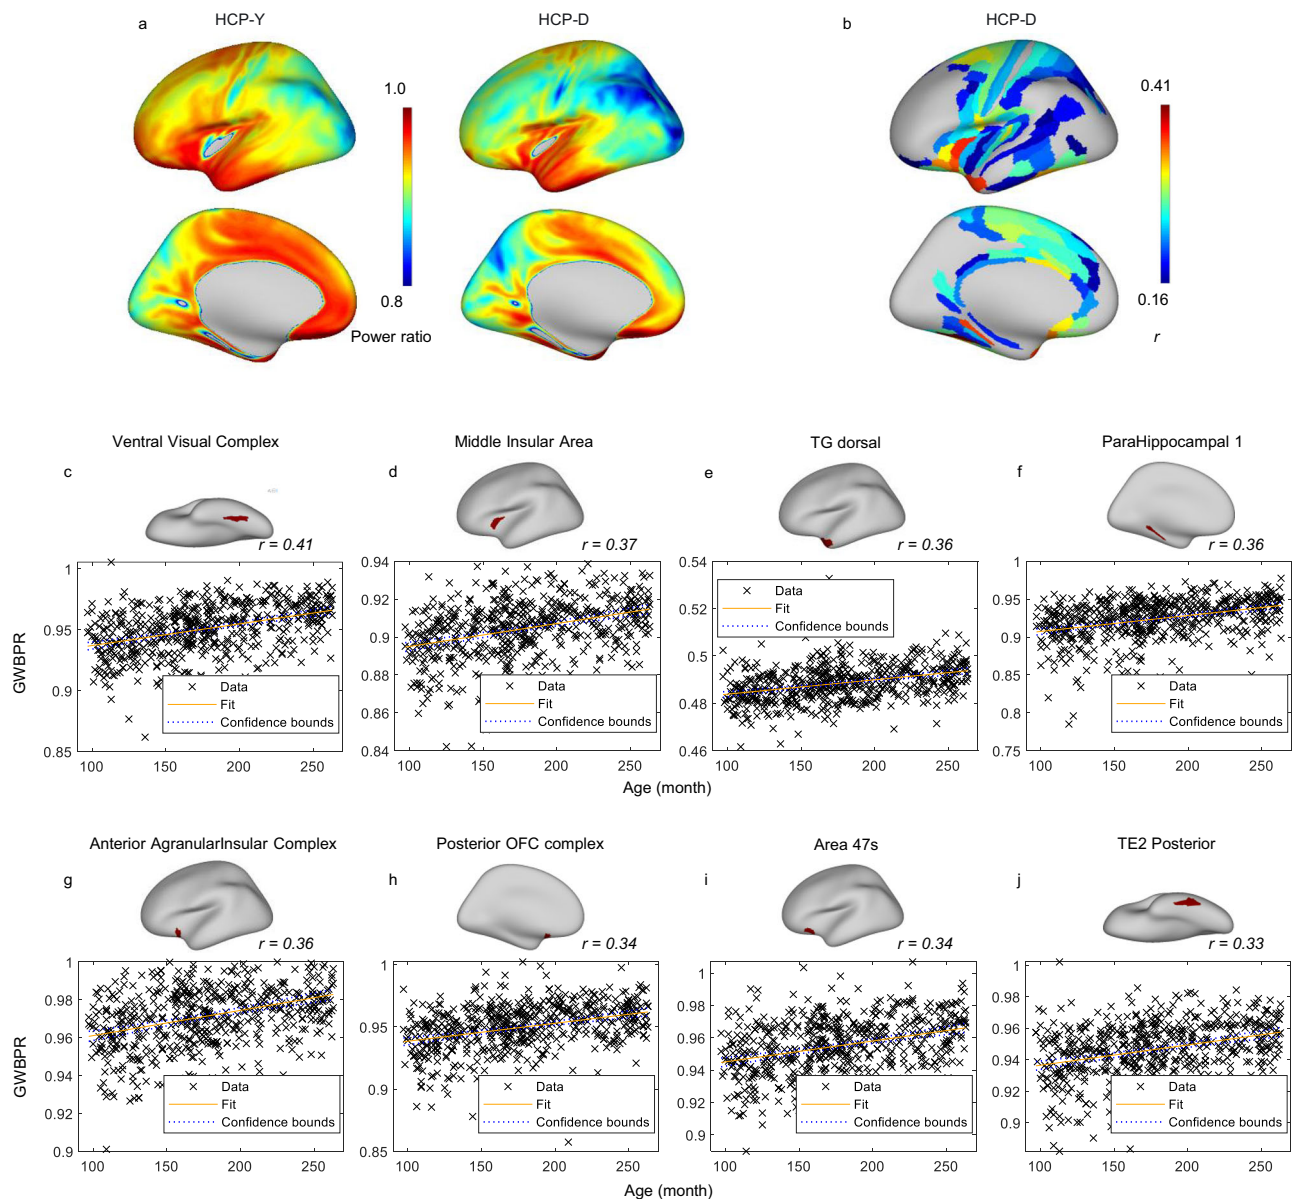 a HCP-Y HCP-D b HCP-D
1.0
0.8
Power ratio
0.41
0.16
r
Ventral Visual Complex Middle Insular Area TG dorsal ParaHippocampal 1
c d e f
r = 0.41 r = 0.37 r = 0.36 r = 0.36
GWBPR
1
0.95
0.9
0.85
Data
Fit
Confidence bounds
100 150 200 250
0.94
0.92
0.9
0.88
0.86
0.84
Data
Fit
Confidence bounds
100 150 200 250
0.54
0.52
0.5
0.48
0.46
Data
Fit
Confidence bounds
100 150 200 250
1
0.95
0.9
0.85
0.8
0.75
Data
Fit
Confidence bounds
100 150 200 250
Age (month)
Anterior AgranularInsular Complex Posterior OFC complex Area 47s TE2 Posterior
g h i j
r = 0.36 r = 0.34 r = 0.34 r = 0.33
GWBPR
1
0.98
0.96
0.94
0.92
0.9
Data
Fit
Confidence bounds
100 150 200 250
1
0.95
0.9
0.85
Data
Fit
Confidence bounds
100 150 200 250
1
0.98
0.96
0.94
0.92
0.9
Data
Fit
Confidence bounds
100 150 200 250
1
0.98
0.96
0.94
0.92
0.9
Data
Fit
Confidence bounds
100 150 200 250
Age (month)